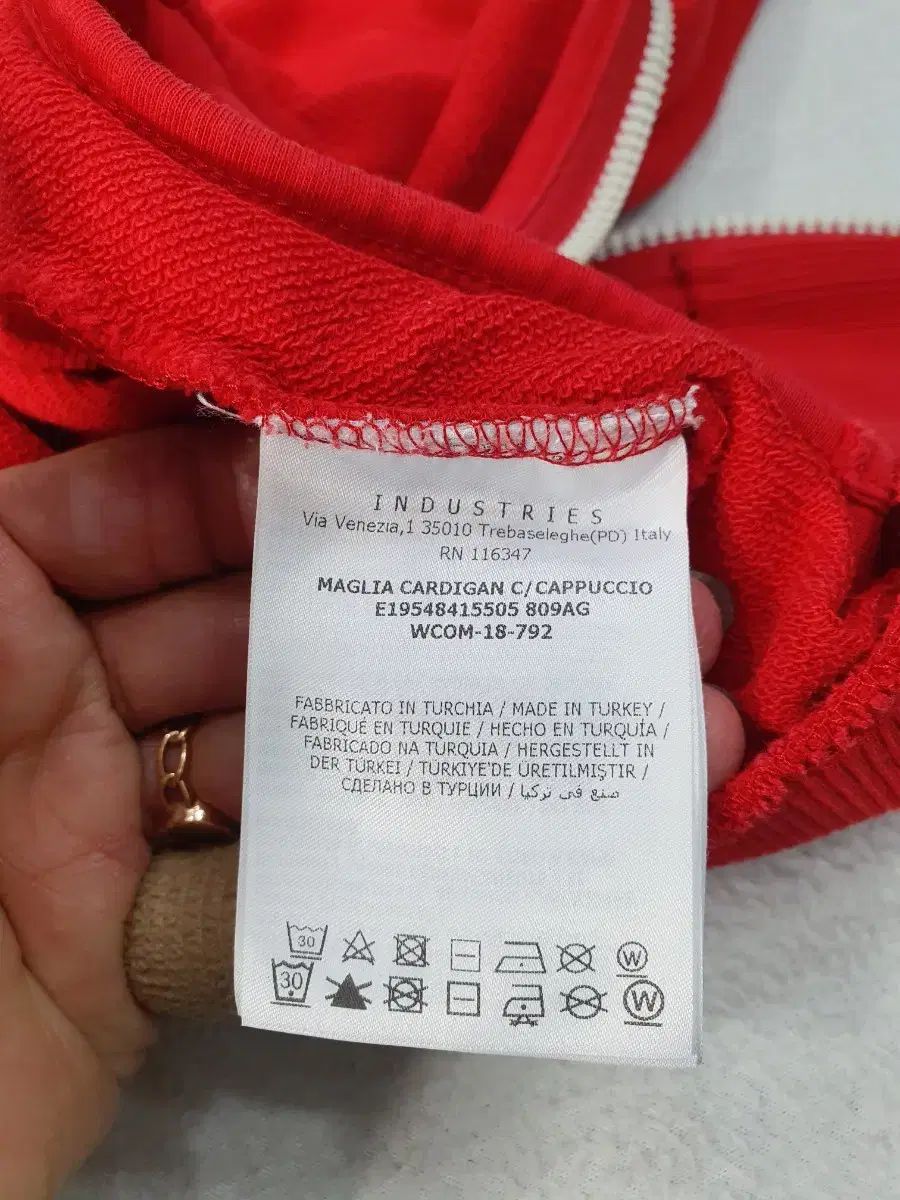 INDUSTRIES
Via Venezia,1 35010 Trebaseleghe(PD) Italy
RN 116347
MAGLIA CARDIGAN C/CAPPUCCIO
E19548415505 809AG
WCOM-18-792
FABBRICATO IN TURCHIA / MADE IN TURKEY /
FABRIQUÉ EN TURQUIE / HECHO EN TURQUÍA /
FABRICADO NA TURQUIA / HERGESTELLT IN
DER TÜRKEI / TÜRKIYE'DE ÜRETILMIŞTIR /
СДЕЛАНО В ТУРЦИИ / صنع في تركيا
30 W
30 W